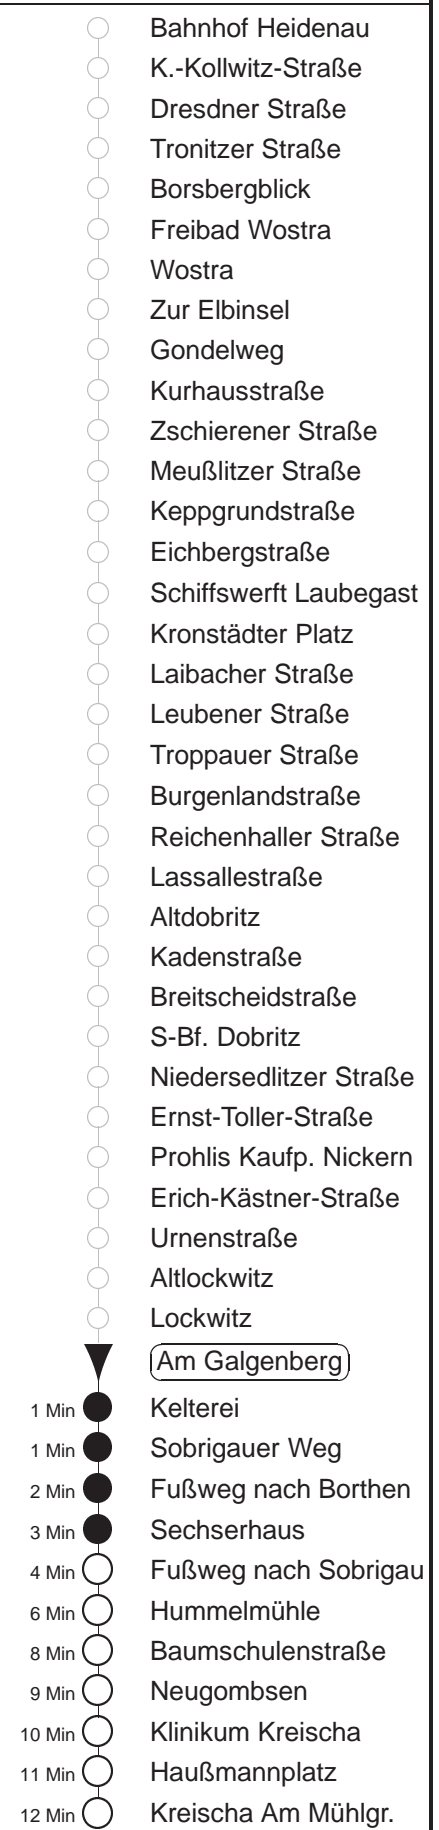 Bahnhof Heidenau
K.-Kollwitz-Straße
Dresdner Straße
Tronitzer Straße
Borsbergblick
Freibad Wostra
Wostra
Zur Elbinsel
Gondelweg
Kurhausstraße
Zschierener Straße
Meußlitzer Straße
Keppgrundstraße
Eichbergstraße
Schiffswerft Laubegast
Kronstädter Platz
Laibacher Straße
Leubener Straße
Troppauer Straße
Burgenlandstraße
Reichenhaller Straße
Lassallestraße
Altdobritz
Kadenstraße
Breitscheidstraße
S-Bf. Dobritz
Niedersedlitzer Straße
Ernst-Toller-Straße
Prohlis Kaufp. Nickern
Erich-Kästner-Straße
Urnenstraße
Altlockwitz
Lockwitz
Am Galgenberg
1 Min Kelterei
1 Min Sobrigauer Weg
2 Min Fußweg nach Borthen
3 Min Sechserhaus
4 Min Fußweg nach Sobrigau
6 Min Hummelmühle
8 Min Baumschulenstraße
9 Min Neugombsen
10 Min Klinikum Kreischa
11 Min Haußmannplatz
12 Min Kreischa Am Mühlgr.